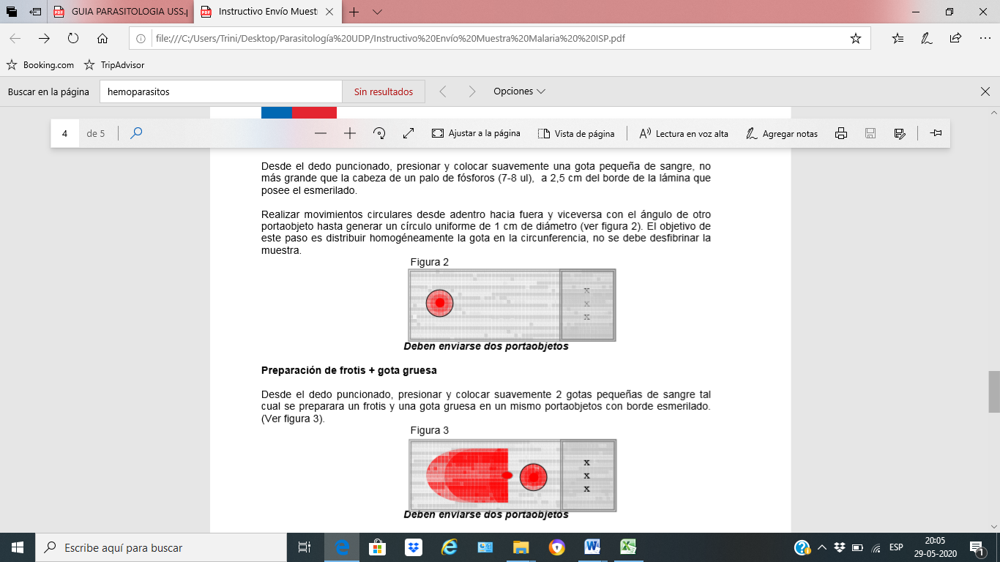 GUIA PARASITOLOGIA USS.p
Instructivo Envío Muestr
file:///C:/Users/Trini/Desktop/Parasitología%20UDP/Instructivo%20Envío%20Muestra%20Malaria%20%20ISP.pdf
Booking.com
TripAdvisor
Buscar en la página
hemoparasitos
Sin resultados
Opciones
4
de 5
Ajustar a la página
Vista de página
Lectura en voz alta
Agregar notas
Desde el dedo puncionado, presionar y colocar suavemente una gota pequeña de sangre, no
más grande que la cabeza de un palo de fósforos (7-8 ul), a 2,5 cm del borde de la lámina que
posee el esmerilado.
Realizar movimientos circulares desde adentro hacia fuera y viceversa con el ángulo de otro
portaobjeto hasta generar un círculo uniforme de 1 cm de diámetro (ver figura 2). El objetivo de
este paso es distribuir homogéneamente la gota en la circunferencia, no se debe desfibrinar la
muestra.
Figura 2
x
x
x
Deben enviarse dos portaobjetos
Preparación de frotis + gota gruesa
Desde el dedo puncionado, presionar y colocar suavemente 2 gotas pequeñas de sangre tal
cual se preparara un frotis y una gota gruesa en un mismo portaobjetos con borde esmerilado.
(Ver figura 3).
Figura 3
x
x
x
Deben enviarse dos portaobjetos
Escribe aquí para buscar
ESP
20:05
29-05-2020
1